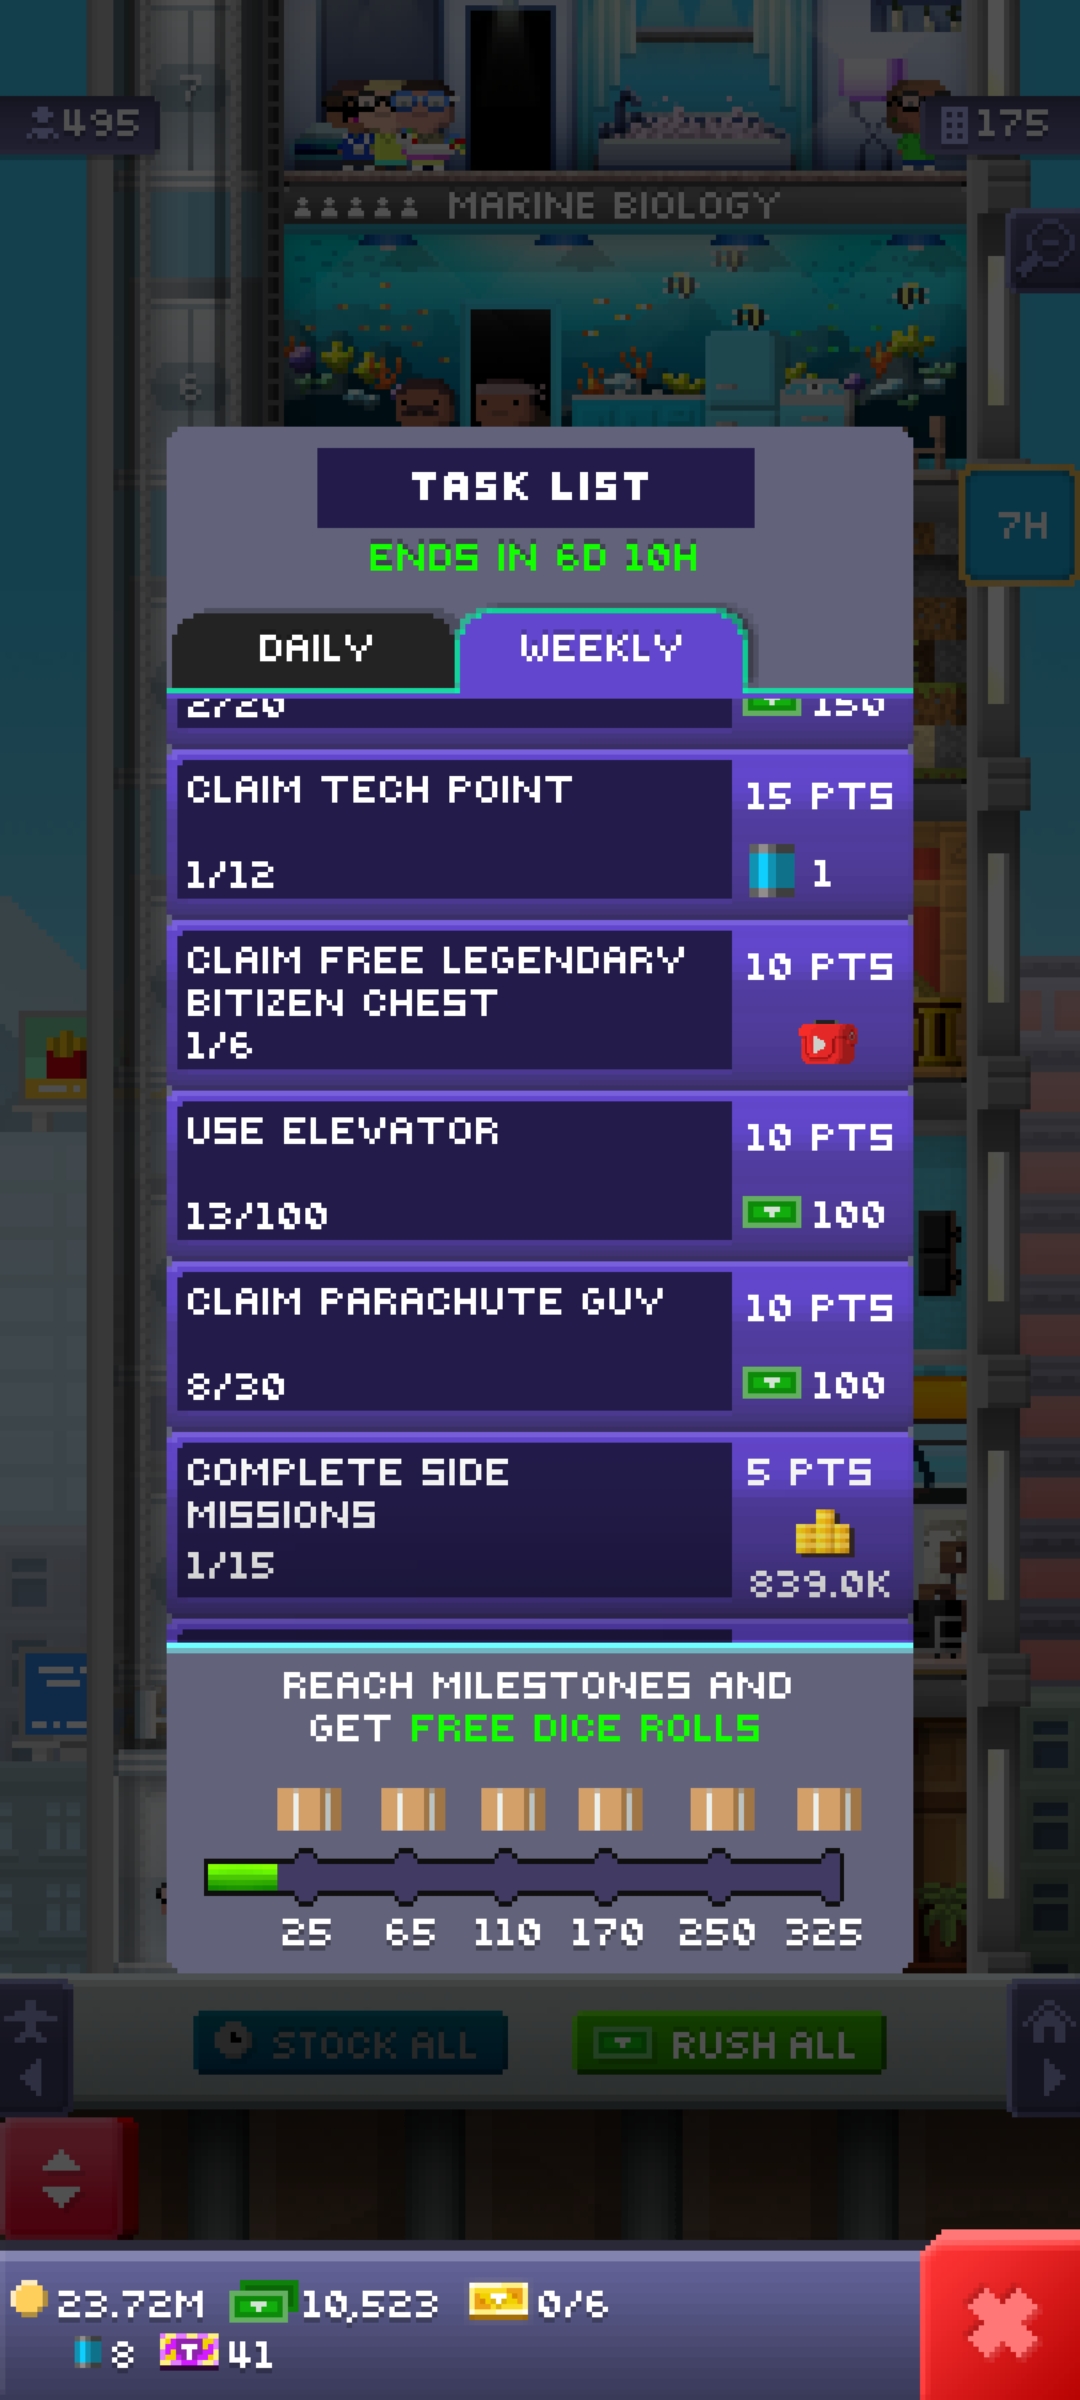 7
495
175
MARINE BIOLOGY
6
TASK LIST
7H
ENDS IN 6D 10H
DAILY
WEEKLY
2/20
150
CLAIM TECH POINT
15 PTS
1/12
1
CLAIM FREE LEGENDARY
10 PTS
BITIZEN CHEST
1/6
USE ELEVATOR
10 PTS
13/100
100
CLAIM PARACHUTE GUY
10 PTS
8/30
100
COMPLETE SIDE
5 PTS
MISSIONS
1/15
839.0K
REACH MILESTONES AND
GET FREE DICE ROLLS
25 65 110 170 250 325
STOCK ALL
RUSH ALL
23.72M 10,523 0/6
8 41